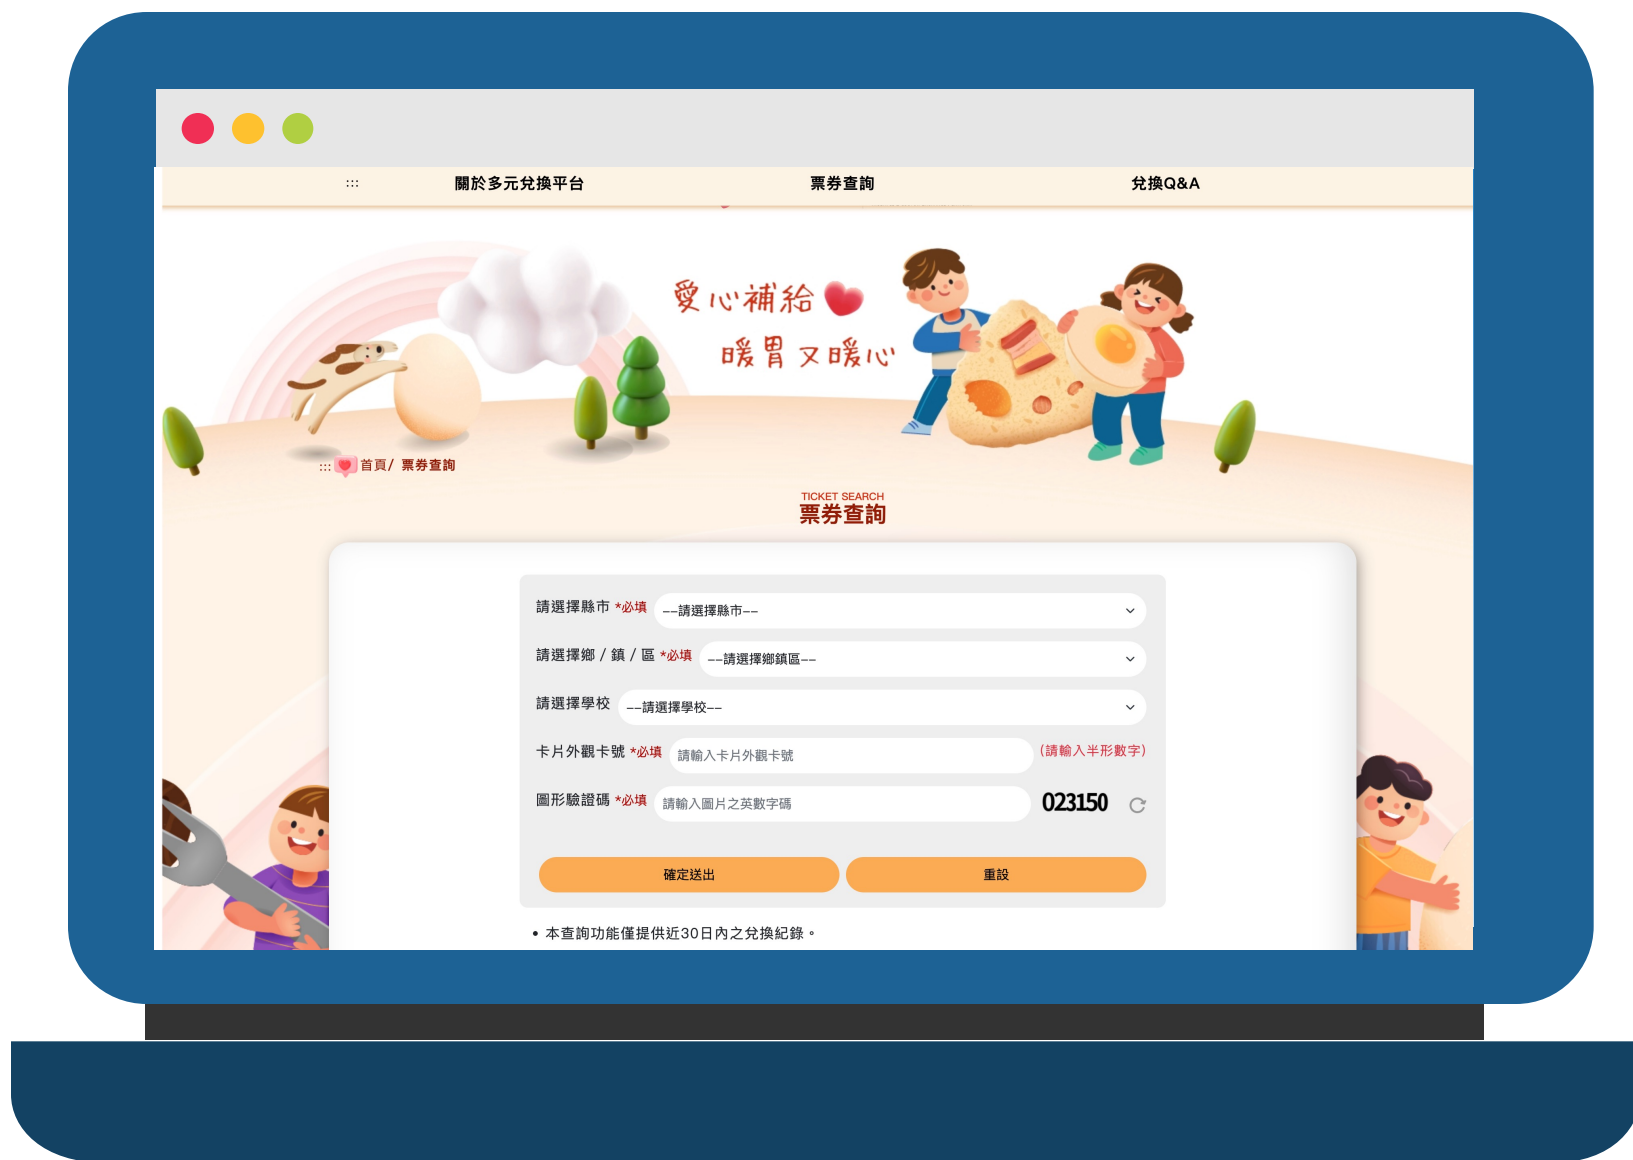 ::: 關於多元兌換平台 票券查詢 兌換Q&A
愛心補給
暖胃又暖心
::: 首頁/ 票券查詢
TICKET SEARCH
票券查詢
請選擇縣市 *必填 --請選擇縣市--
請選擇鄉 / 鎮 / 區 *必填 --請選擇鄉鎮區--
請選擇學校 --請選擇學校--
卡片外觀卡號 *必填 請輸入卡片外觀卡號 (請輸入半形數字)
圖形驗證碼 *必填 請輸入圖片之英數字碼 023150
確定送出 重設
• 本查詢功能僅提供近30日內之兌換紀錄。